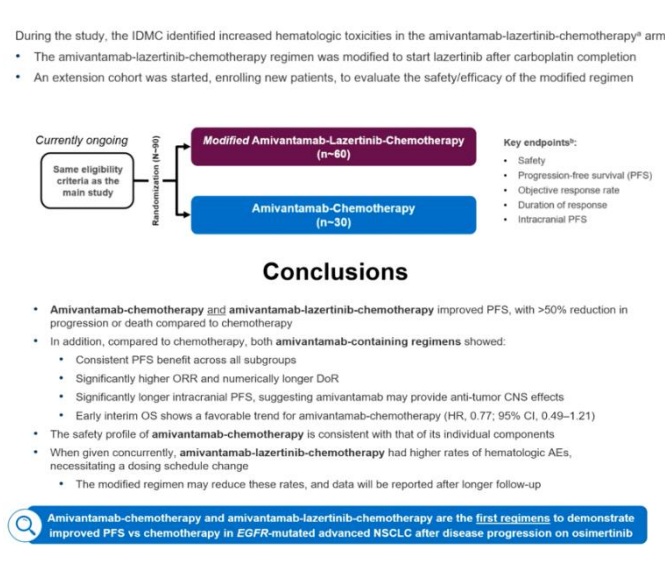 During the study, the IDMC identified increased hematologic toxicities in the amivantamab-lazertinib-chemotherapyᵃ arm
• The amivantamab-lazertinib-chemotherapy regimen was modified to start lazertinib after carboplatin completion
• An extension cohort was started, enrolling new patients, to evaluate the safety/efficacy of the modified regimen
Currently ongoing
Same eligibility
criteria as the
main study
Randomization (N~90)
Modified Amivantamab-Lazertinib-Chemotherapy
(n~60)
Amivantamab-Chemotherapy
(n~30)
Key endpointsᵇ:
• Safety
• Progression-free survival (PFS)
• Objective response rate
• Duration of response
• Intracranial PFS
Conclusions
• Amivantamab-chemotherapy and amivantamab-lazertinib-chemotherapy improved PFS, with >50% reduction in
progression or death compared to chemotherapy
• In addition, compared to chemotherapy, both amivantamab-containing regimens showed:
• Consistent PFS benefit across all subgroups
• Significantly higher ORR and numerically longer DoR
• Significantly longer intracranial PFS, suggesting amivantamab may provide anti-tumor CNS effects
• Early interim OS shows a favorable trend for amivantamab-chemotherapy (HR, 0.77; 95% CI, 0.49–1.21)
• The safety profile of amivantamab-chemotherapy is consistent with that of its individual components
• When given concurrently, amivantamab-lazertinib-chemotherapy had higher rates of hematologic AEs,
necessitating a dosing schedule change
• The modified regimen may reduce these rates, and data will be reported after longer follow-up
Amivantamab-chemotherapy and amivantamab-lazertinib-chemotherapy are the first regimens to demonstrate
improved PFS vs chemotherapy in EGFR-mutated advanced NSCLC after disease progression on osimertinib